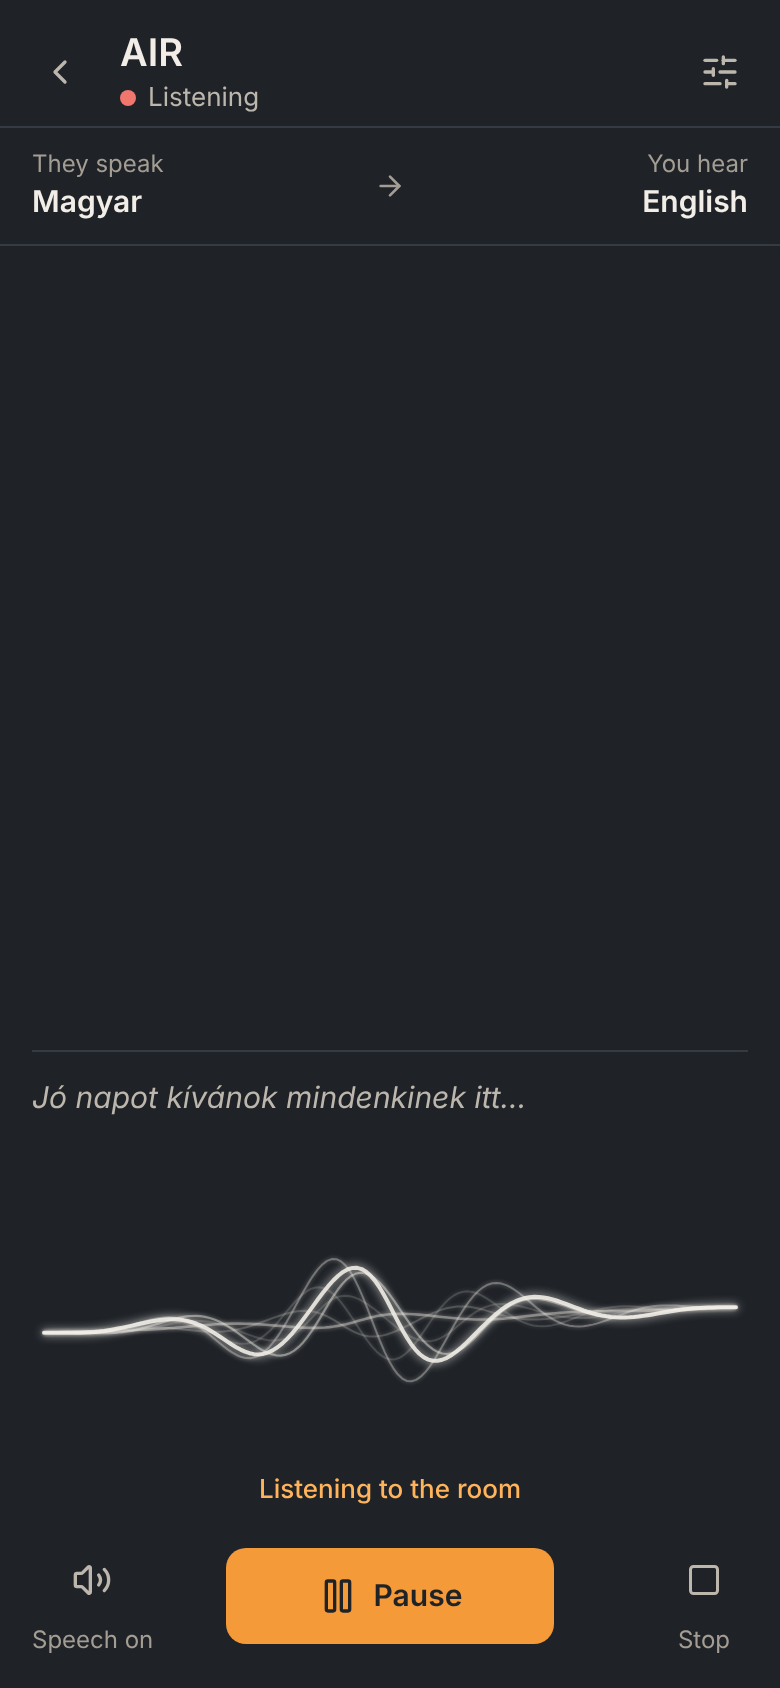 AIR
Listening
They speak
Magyar
You hear
English
Jó napot kívánok mindenkinek itt...
Listening to the room
Pause
Speech on
Stop